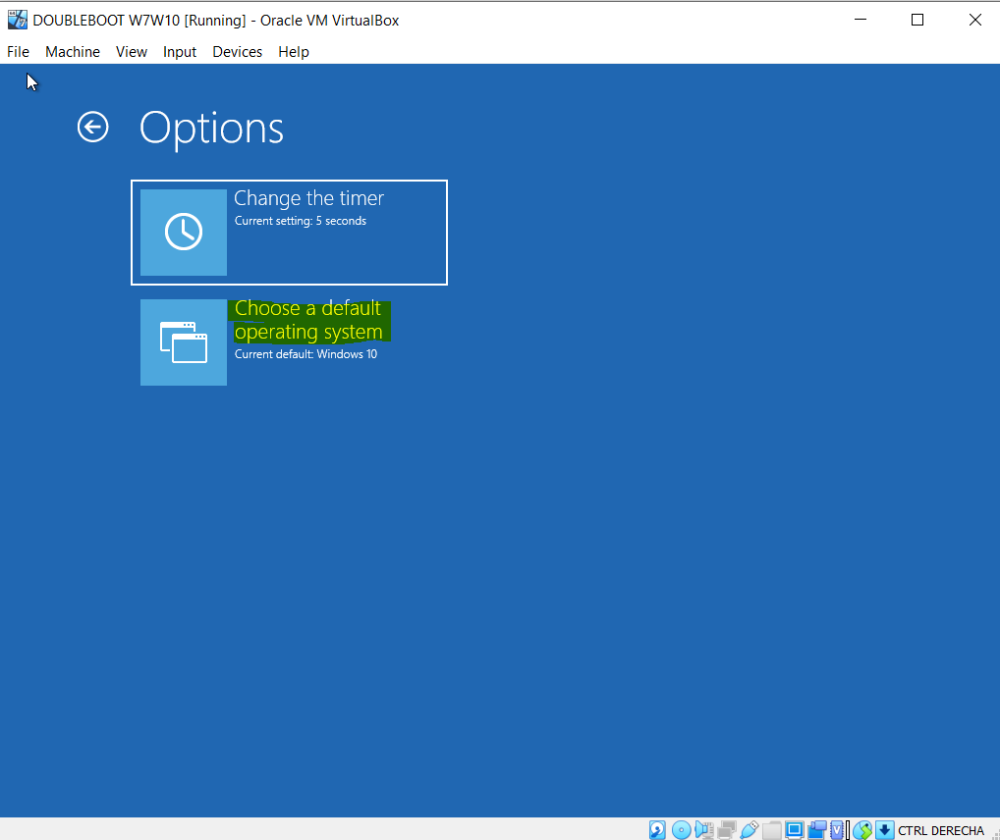 DOUBLEBOOT W7W10 [Running] - Oracle VM VirtualBox
File Machine View Input Devices Help
Options
Change the timer
Current setting: 5 seconds
Choose a default
operating system
Current default: Windows 10
CTRL DERECHA